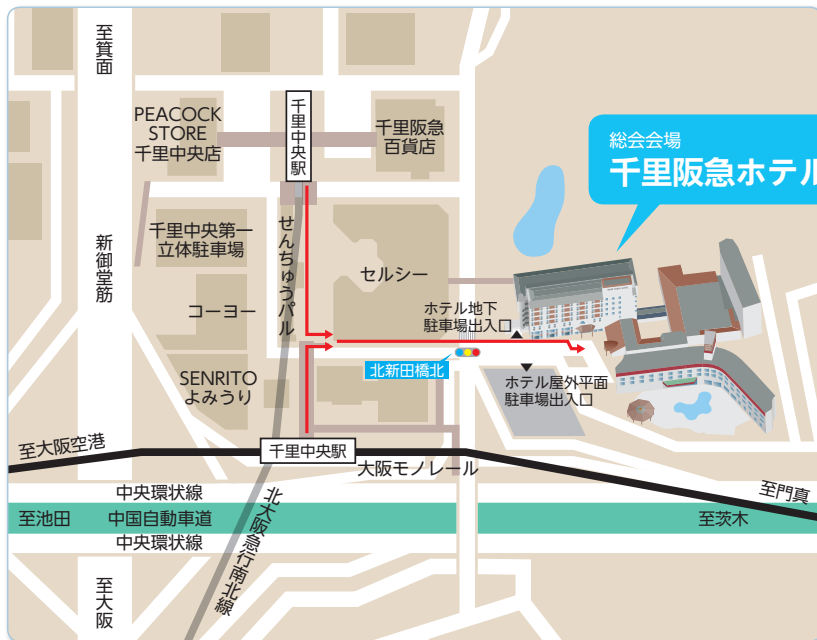 至箕面
PEACOCK
STORE
千里中央店
千里中央駅
千里阪急
百貨店
総会会場
千里阪急ホテル
新御堂筋
千里中央第一
立体駐車場
せんちゅうパル
セルシー
コーヨー
ホテル地下
駐車場出入口
北新田橋北
SENRITO
よみうり
ホテル屋外平面
駐車場出入口
至大阪空港
千里中央駅
大阪モノレール
至門真
中央環状線
至池田
中国自動車道
至茨木
中央環状線
北大阪急行南北線
至大阪